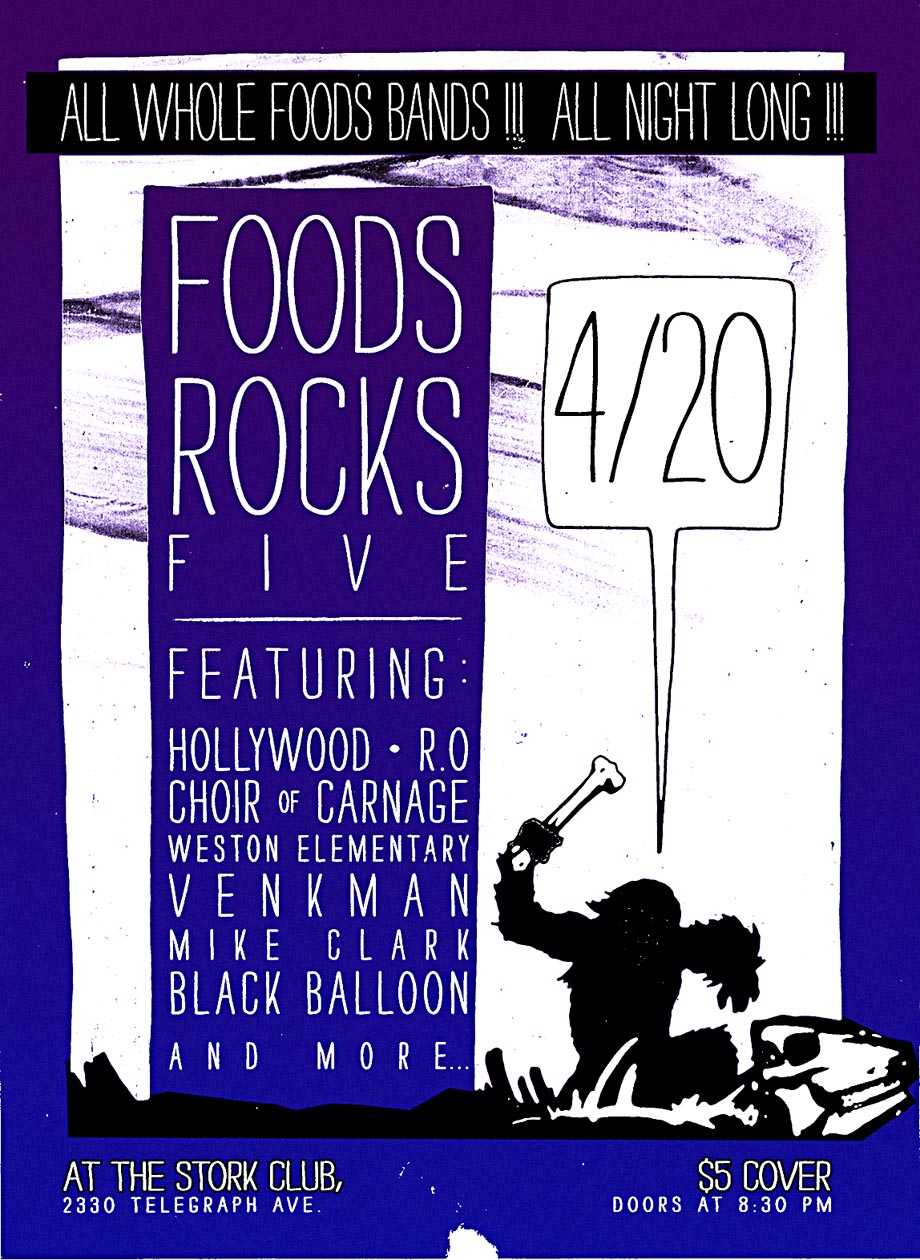 ALL WHOLE FOODS BANDS !!! ALL NIGHT LONG !!!
FOODS
ROCKS
FIVE
FEATURING:
HOLLYWOOD • R.O
CHOIR OF CARNAGE
WESTON ELEMENTARY
VENKMAN
MIKE CLARK
BLACK BALLOON
AND MORE...
4/20
AT THE STORK CLUB,
2330 TELEGRAPH AVE.
$5 COVER
DOORS AT 8:30 PM